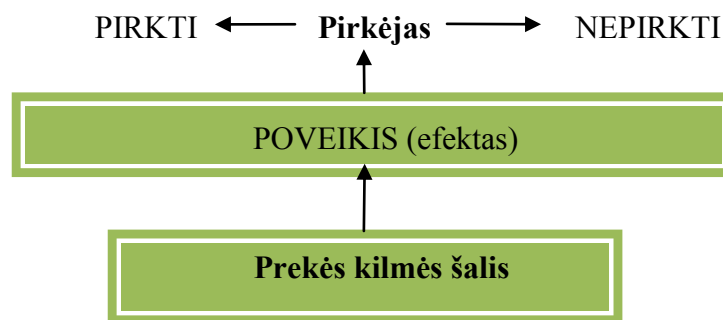 PIRKTI Pirkėjas NEPIRKTI
POVEIKIS (efektas)
Prekės kilmės šalis